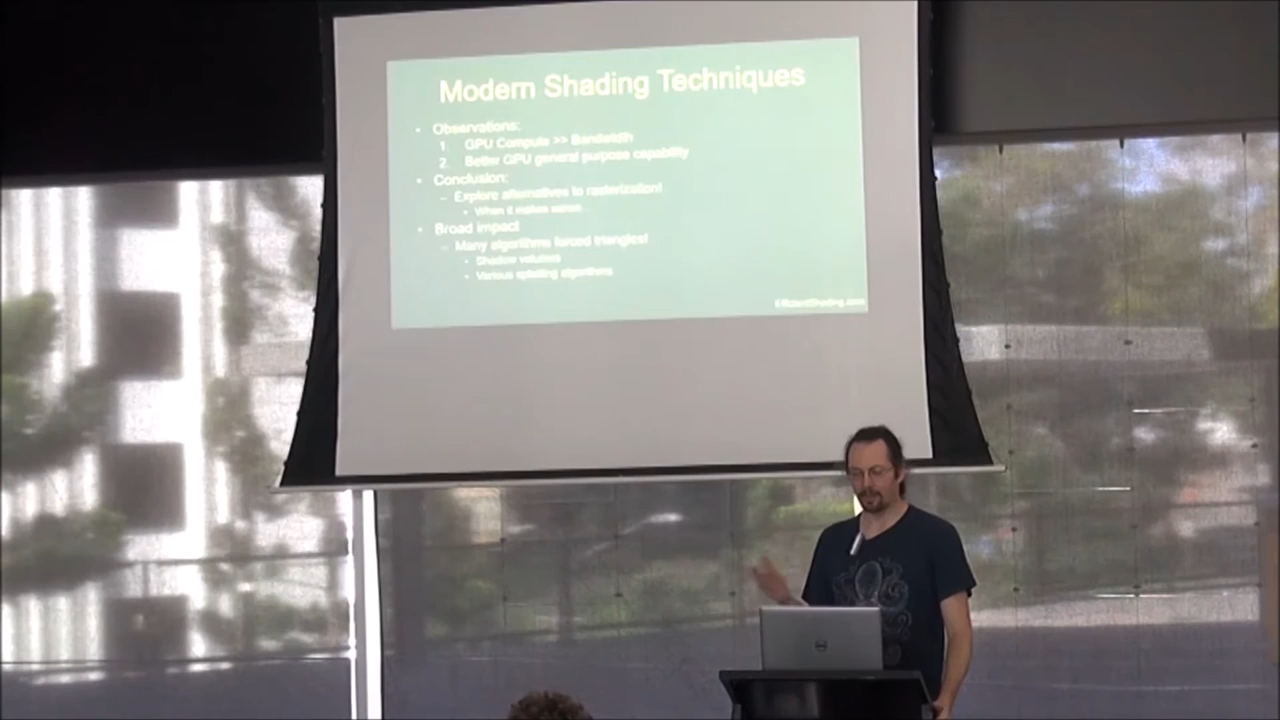 Modern Shading Techniques
• Observations:
1. GPU Compute >> Bandwidth
2. Better GPU general purpose capability
• Conclusion:
– Explore alternatives to rasterization!
• When it makes sense...
• Broad impact
– Many algorithms forced triangles!
• Shadow volumes
• Various splatting algorithms
EfficientShading.com
DELL